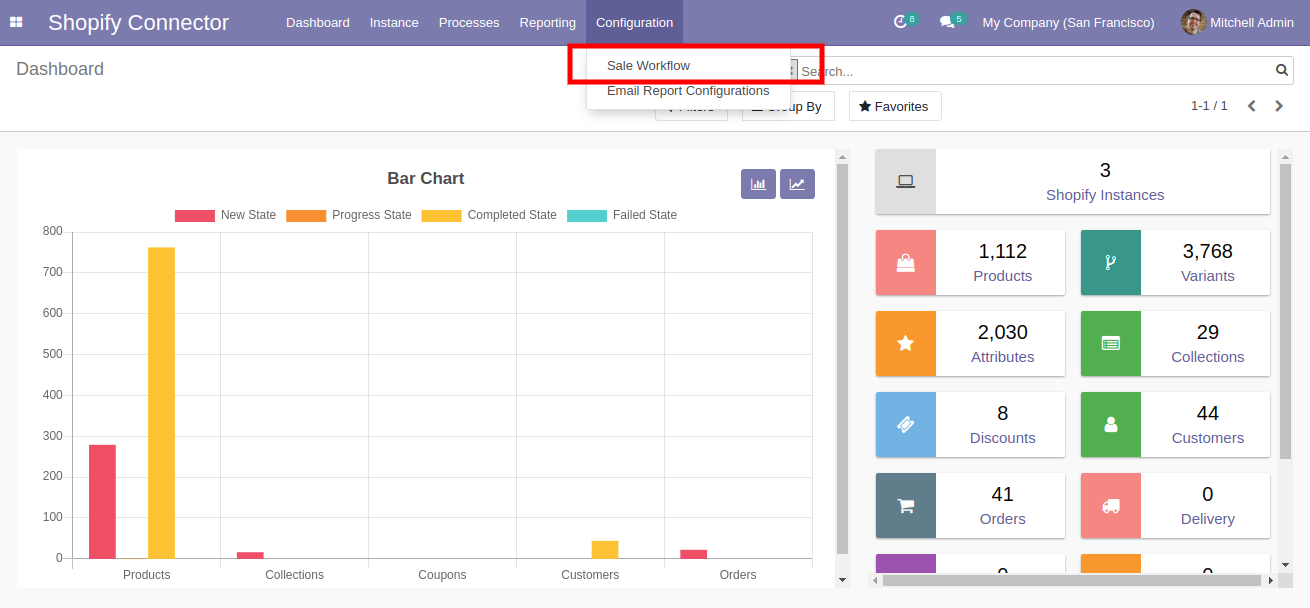 Shopify Connector Dashboard Instance Processes Reporting Configuration 8 5 My Company (San Francisco) Mitchell Admin
Dashboard
Sale Workflow
Search...
Email Report Configurations
Filters
Group By
Favorites
1-1 / 1
Bar Chart
New State Progress State Completed State Failed State
800
700
600
500
400
300
200
100
0
Products Collections Coupons Customers Orders
3
Shopify Instances
1,112
Products
3,768
Variants
2,030
Attributes
29
Collections
8
Discounts
44
Customers
41
Orders
0
Delivery
0
0